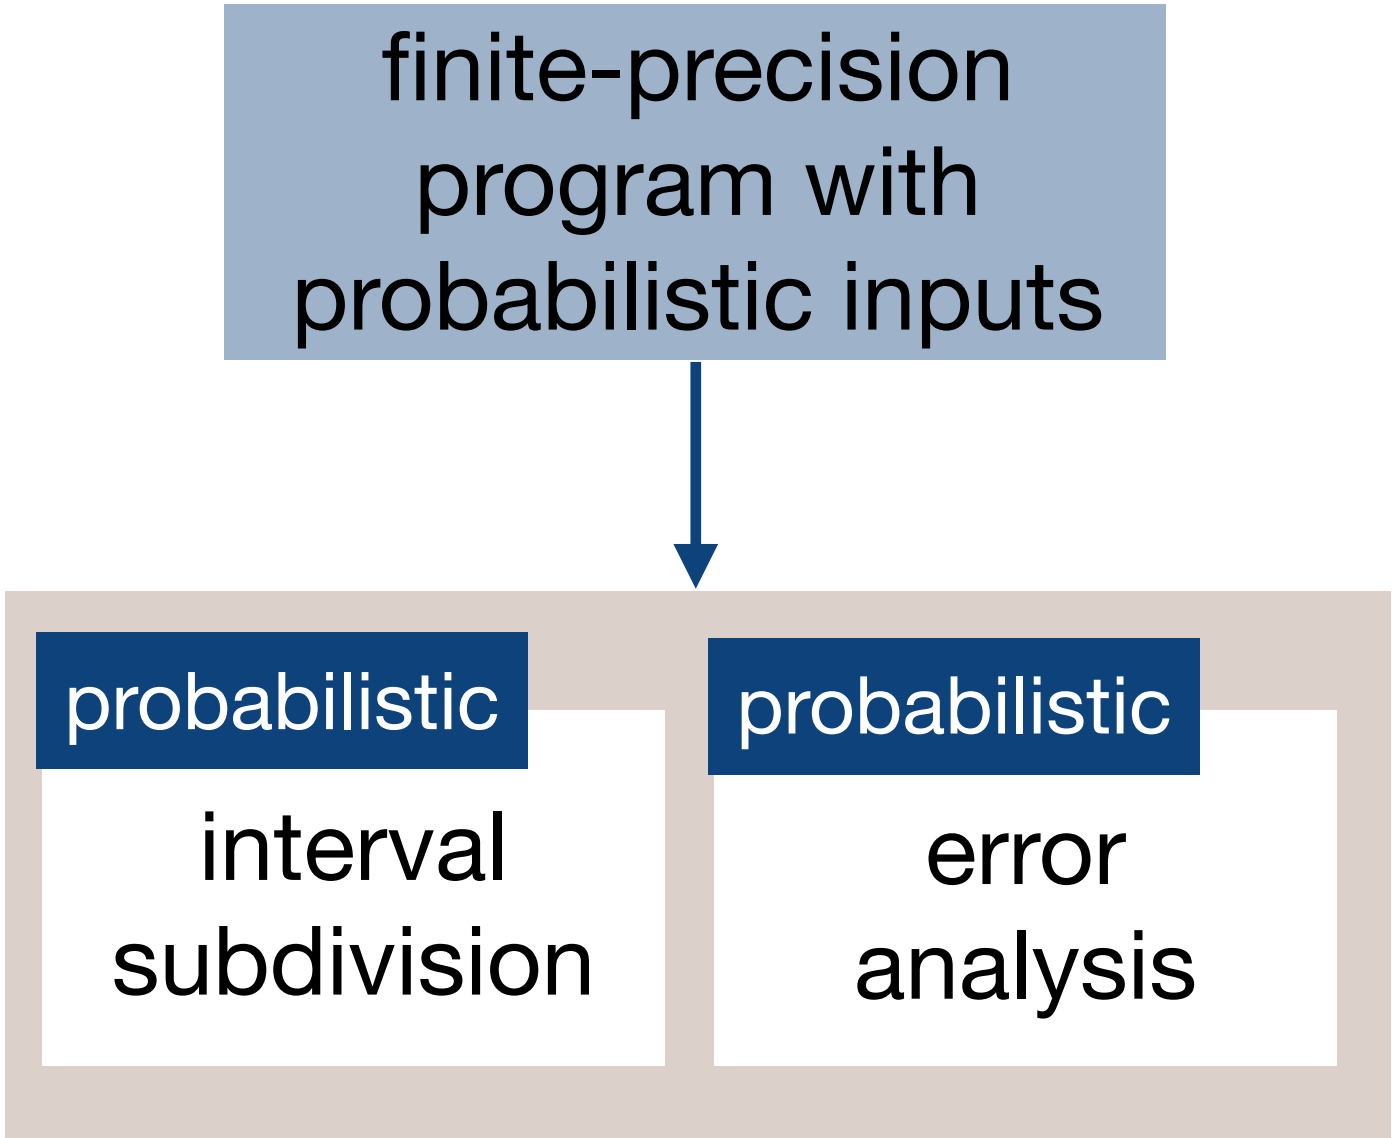 finite-precision
program with
probabilistic inputs
probabilistic
interval
subdivision
probabilistic
error
analysis